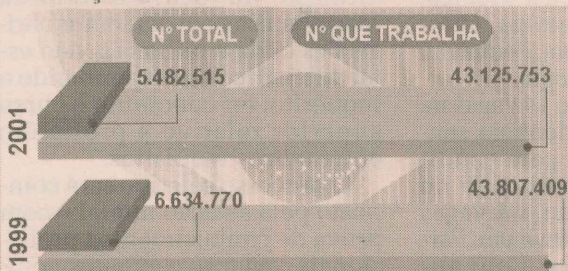 Nº TOTAL Nº QUE TRABALHA
5.482.515 43.125.753
2001
6.634.770 43.807.409
1999